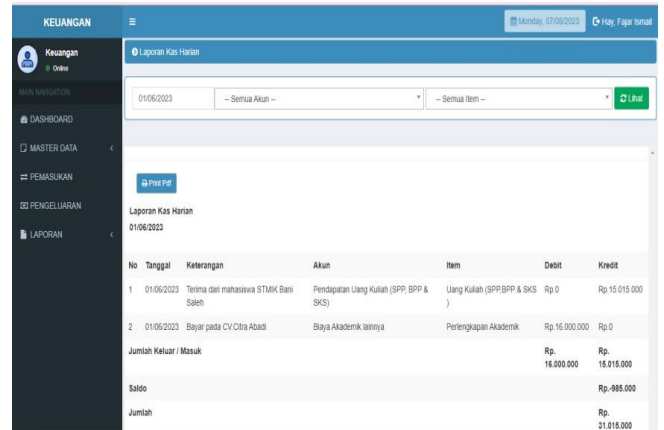 KEUANGAN
Monday, 07/08/2023
Hay, Fajar Ismail
Keuangan
Online
MAIN NAVIGATION
DASHBOARD
MASTER DATA
PEMASUKAN
PENGELUARAN
LAPORAN
Laporan Kas Harian
01/06/2023
-- Semua Akun --
-- Semua Item --
Lihat
Print Pdf
Laporan Kas Harian
01/06/2023
No Tanggal Keterangan Akun Item Debit Kredit
1 01/06/2023 Terima dari mahasiswa STMIK Bani Pendapatan Uang Kuliah (SPP, BPP & Uang Kuliah (SPP,BPP & SKS Rp.0 Rp.15.015.000
Saleh SKS) )
2 01/06/2023 Bayar pada CV.Citra Abadi Biaya Akademik lainnya Perlengkapan Akademik Rp.16.000.000 Rp.0
Jumlah Keluar / Masuk Rp. Rp.
16.000.000 15.015.000
Saldo Rp.-985.000
Jumlah Rp.
31.015.000